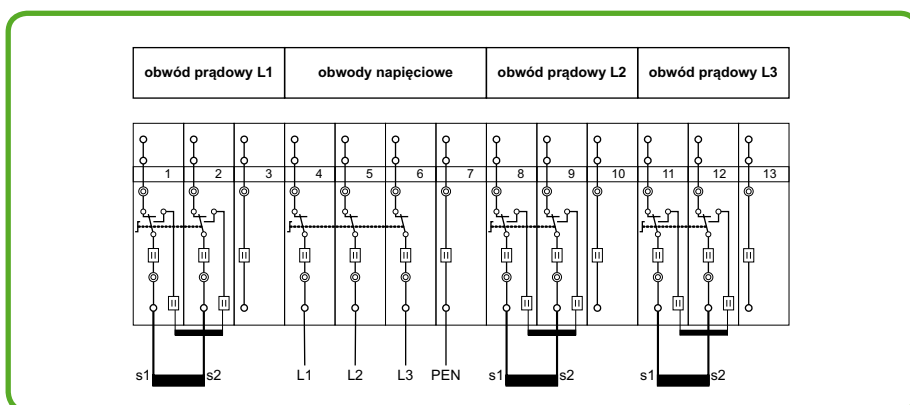 obwód prądowy L1 obwody napięciowe obwód prądowy L2 obwód prądowy L3
1 2 3 4 5 6 7 8 9 10 11 12 13
s1 s2 L1 L2 L3 PEN s1 s2 s1 s2